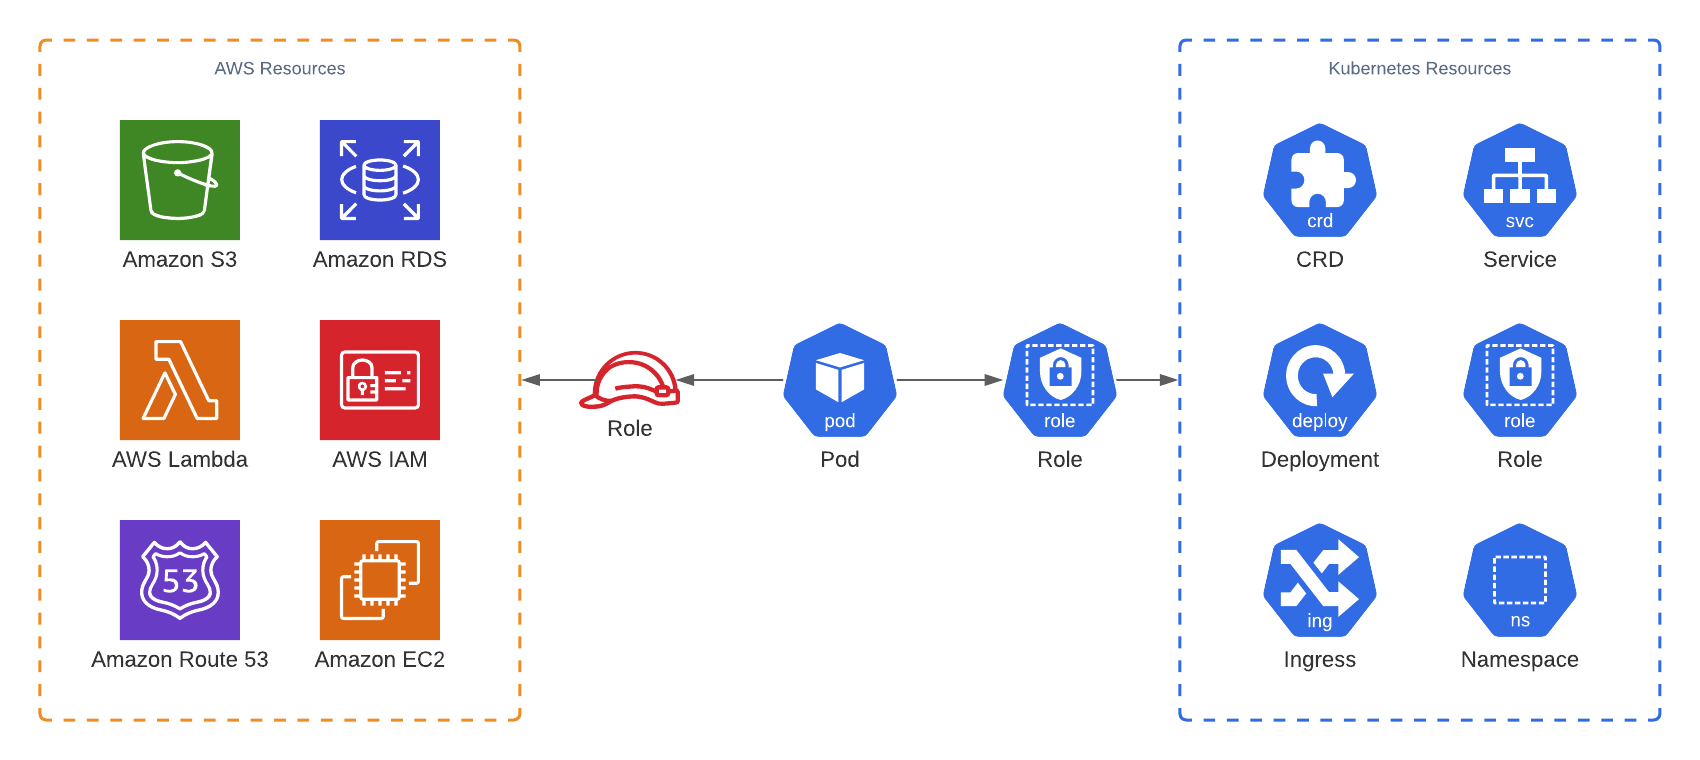 AWS Resources
Amazon S3
Amazon RDS
AWS Lambda
AWS IAM
53
Amazon Route 53
Amazon EC2
Role
pod
Pod
role
Role
Kubernetes Resources
crd
CRD
svc
Service
deploy
Deployment
role
Role
ing
Ingress
ns
Namespace